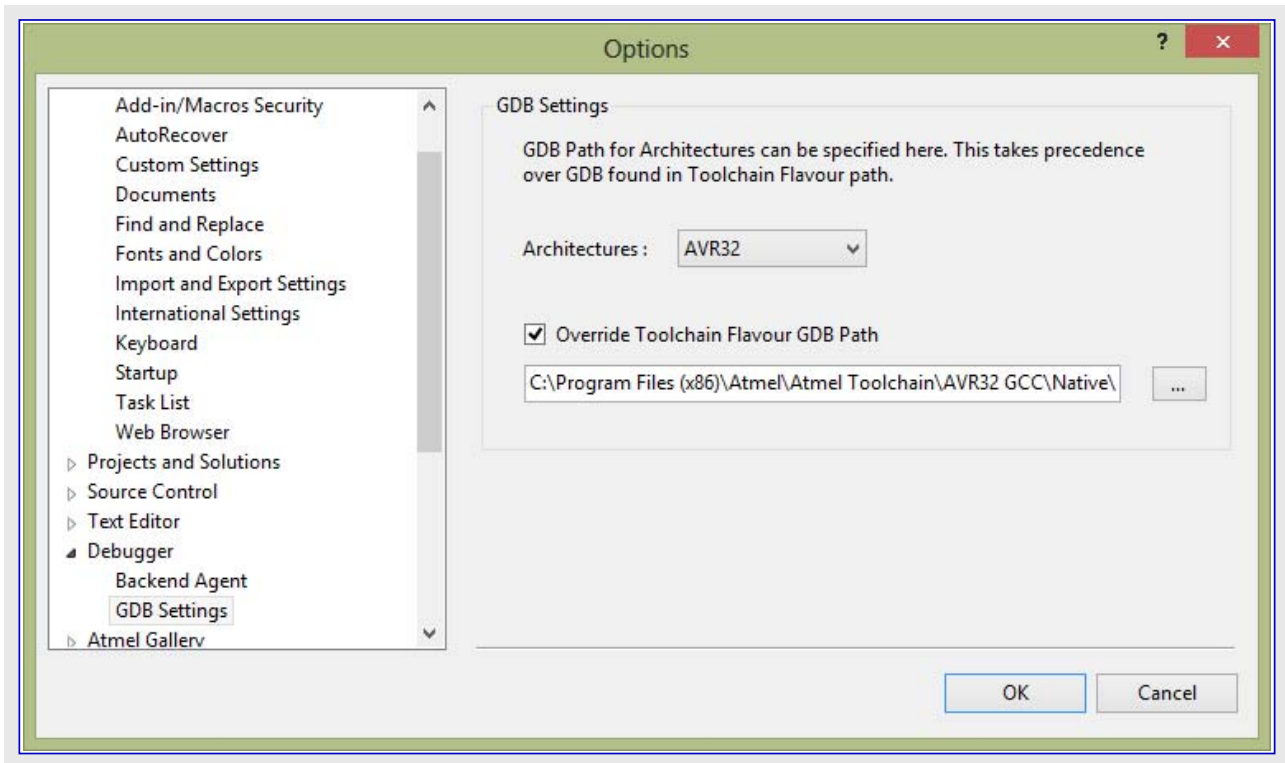 Options
?
×
Add-in/Macros Security
AutoRecover
Custom Settings
Documents
Find and Replace
Fonts and Colors
Import and Export Settings
International Settings
Keyboard
Startup
Task List
Web Browser
Projects and Solutions
Source Control
Text Editor
Debugger
Backend Agent
GDB Settings
Atmel Gallery
GDB Settings
GDB Path for Architectures can be specified here. This takes precedence
over GDB found in Toolchain Flavour path.
Architectures : AVR32
Override Toolchain Flavour GDB Path
C:\Program Files (x86)\Atmel\Atmel Toolchain\AVR32 GCC\Native\
...
OK
Cancel